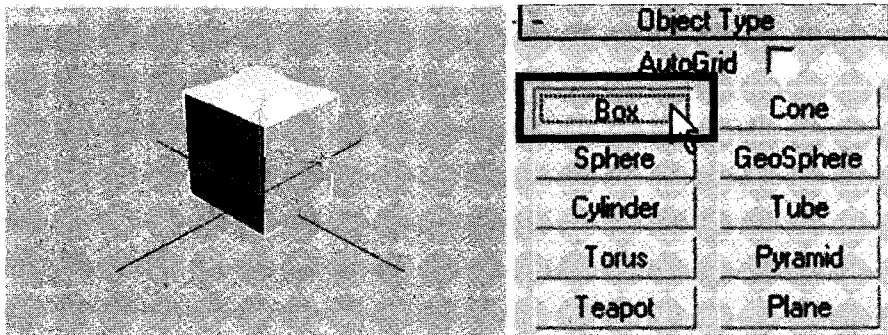 - Object Type
AutoGrid
Box Cone
Sphere GeoSphere
Cylinder Tube
Torus Pyramid
Teapot Plane